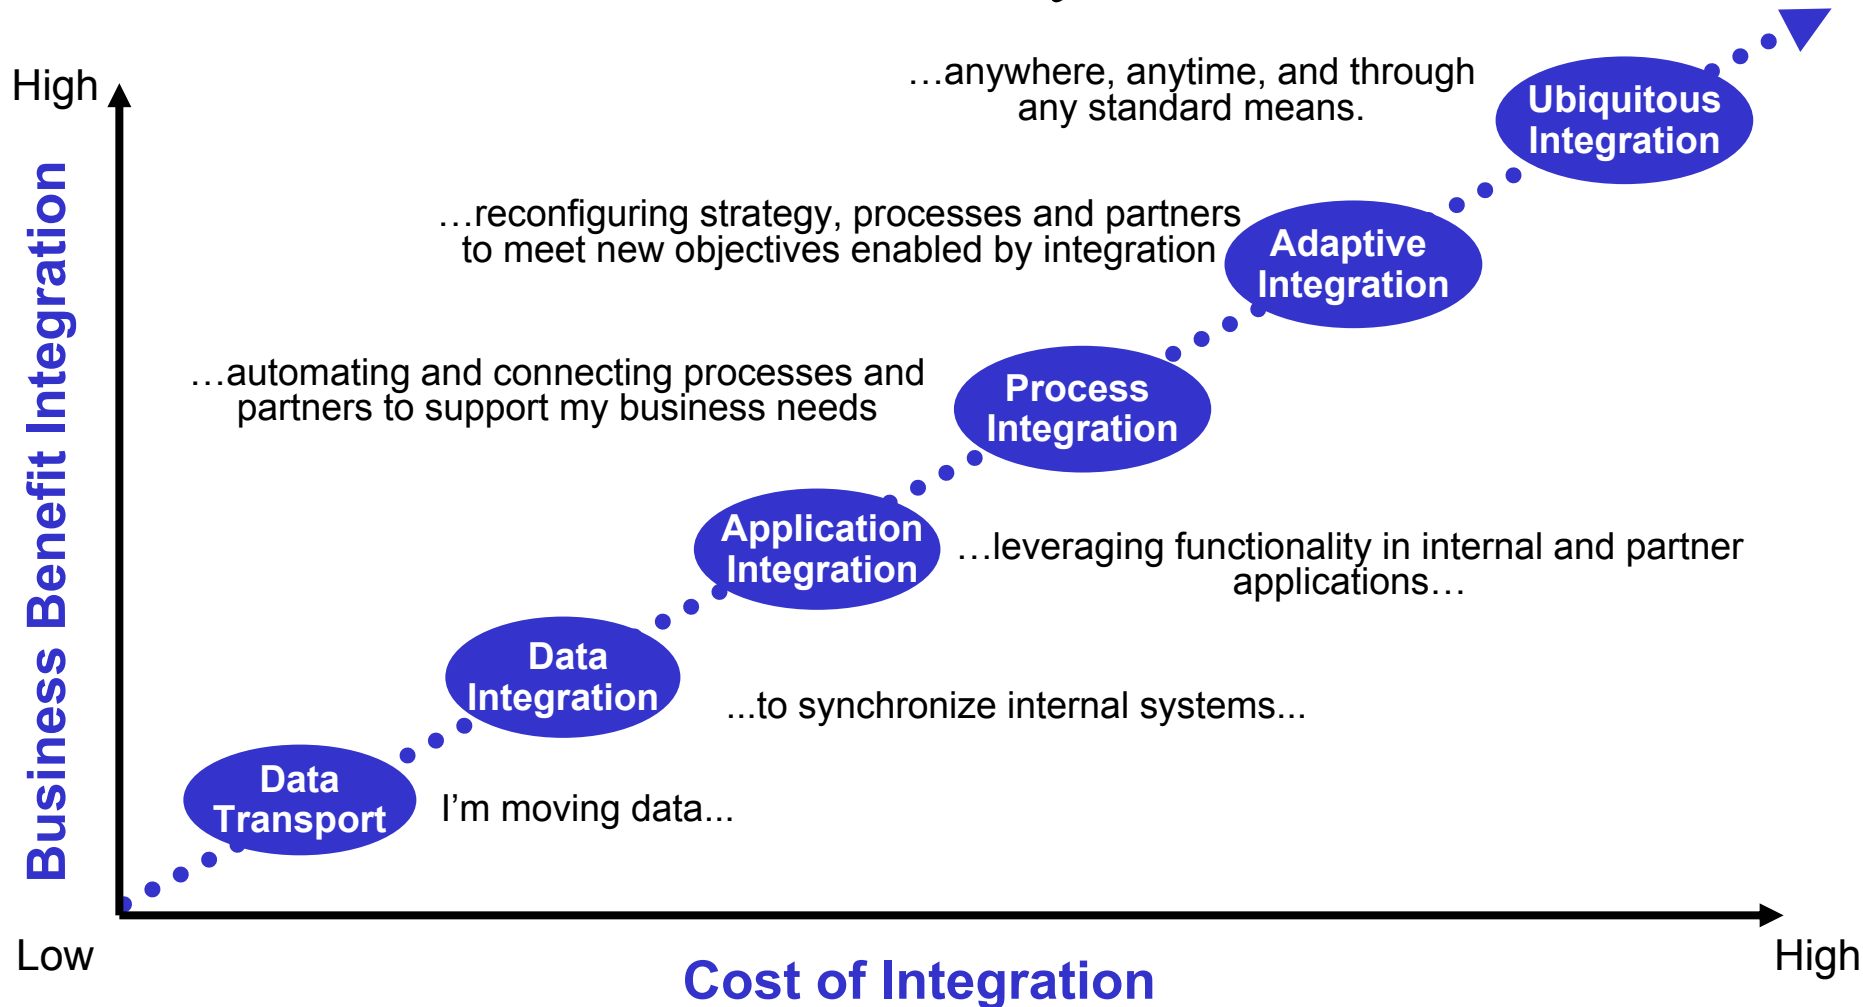 High
…anywhere, anytime, and through
any standard means.
Ubiquitous
Integration
…reconfiguring strategy, processes and partners
to meet new objectives enabled by integration
Adaptive
Integration
…automating and connecting processes and
partners to support my business needs
Process
Integration
Application
Integration
…leveraging functionality in internal and partner
applications…
Data
Integration
...to synchronize internal systems...
Data
Transport
I’m moving data...
Business Benefit Integration
Low
High
Cost of Integration